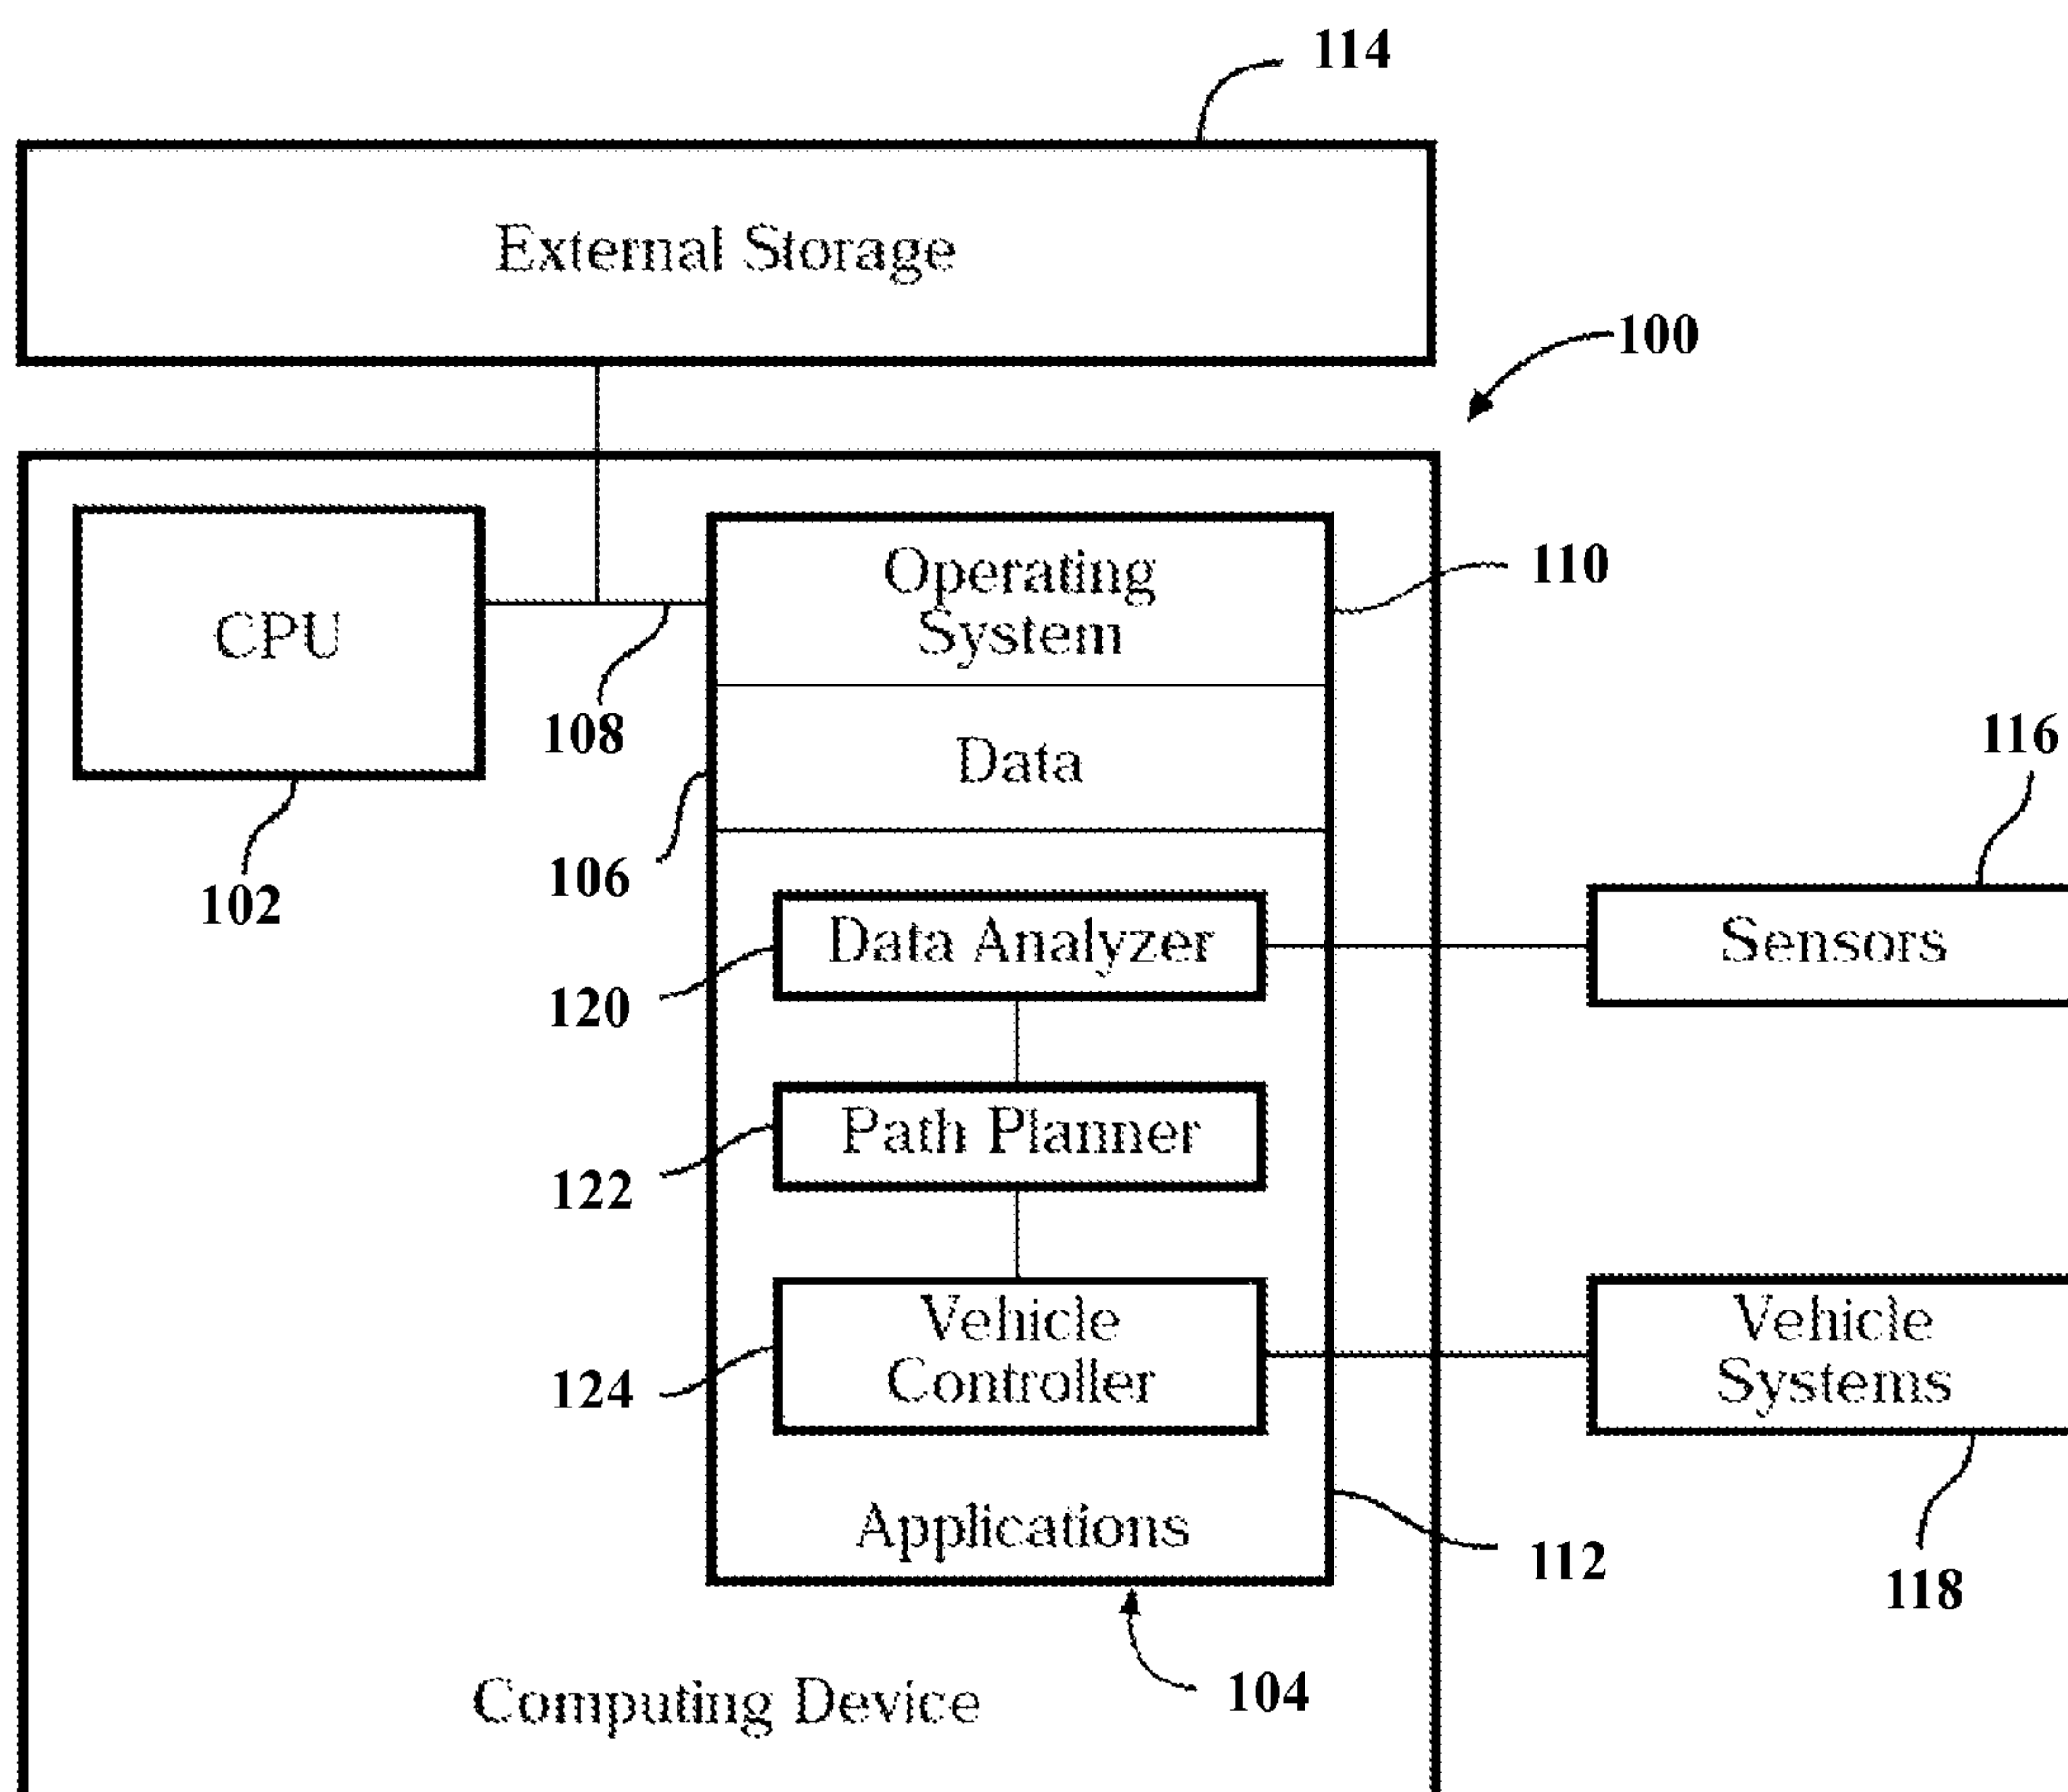 114
External Storage
100
Operating
System
110
CPU
108
Data
116
106
102
Data Analyzer
Sensors
120
Path Planner
122
Vehicle
Controller
Vehicle
Systems
124
Applications
112
118
104
Computing Device